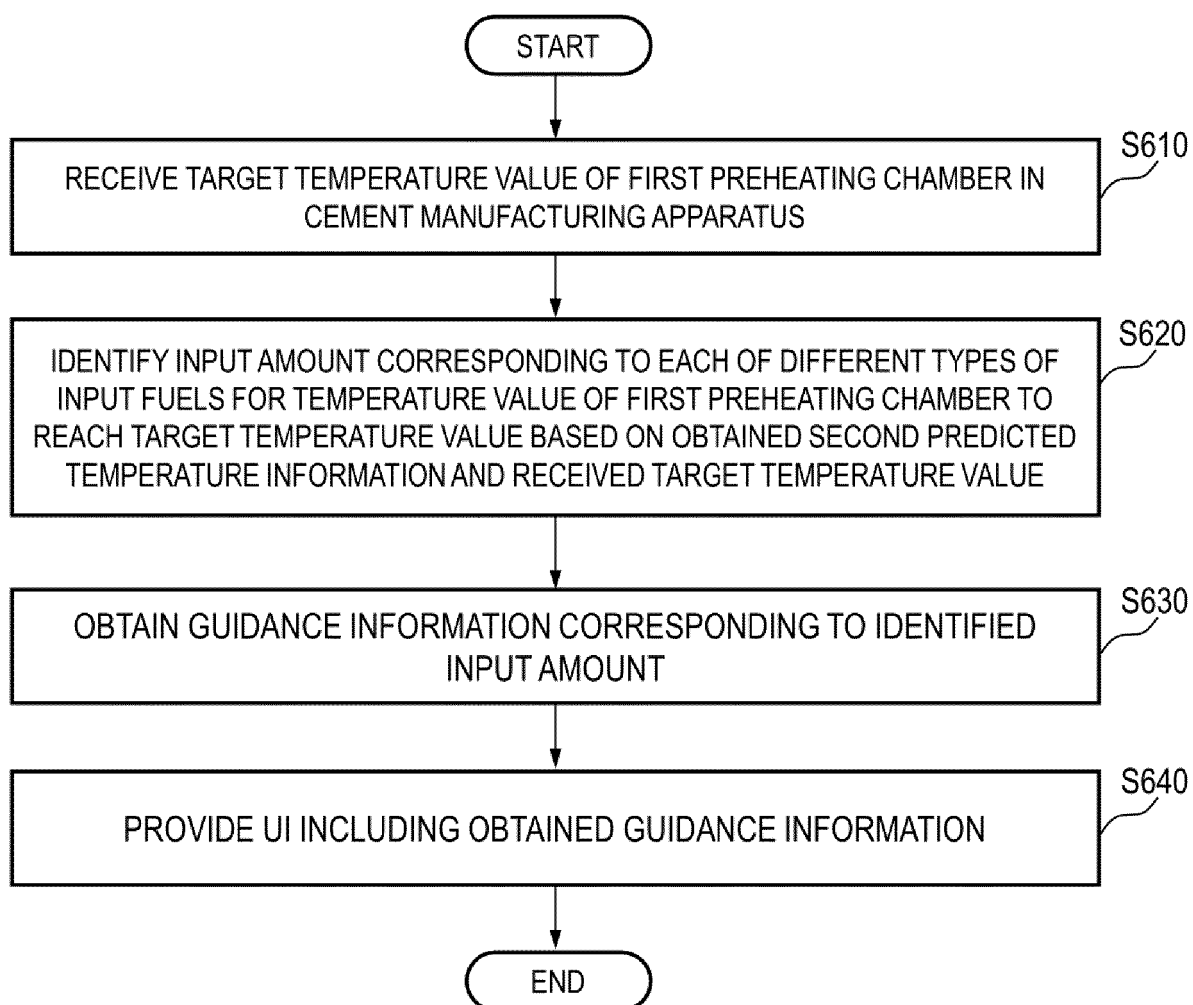 START
S610
RECEIVE TARGET TEMPERATURE VALUE OF FIRST PREHEATING CHAMBER IN
CEMENT MANUFACTURING APPARATUS
S620
IDENTIFY INPUT AMOUNT CORRESPONDING TO EACH OF DIFFERENT TYPES OF
INPUT FUELS FOR TEMPERATURE VALUE OF FIRST PREHEATING CHAMBER TO
REACH TARGET TEMPERATURE VALUE BASED ON OBTAINED SECOND PREDICTED
TEMPERATURE INFORMATION AND RECEIVED TARGET TEMPERATURE VALUE
S630
OBTAIN GUIDANCE INFORMATION CORRESPONDING TO IDENTIFIED
INPUT AMOUNT
S640
PROVIDE UI INCLUDING OBTAINED GUIDANCE INFORMATION
END